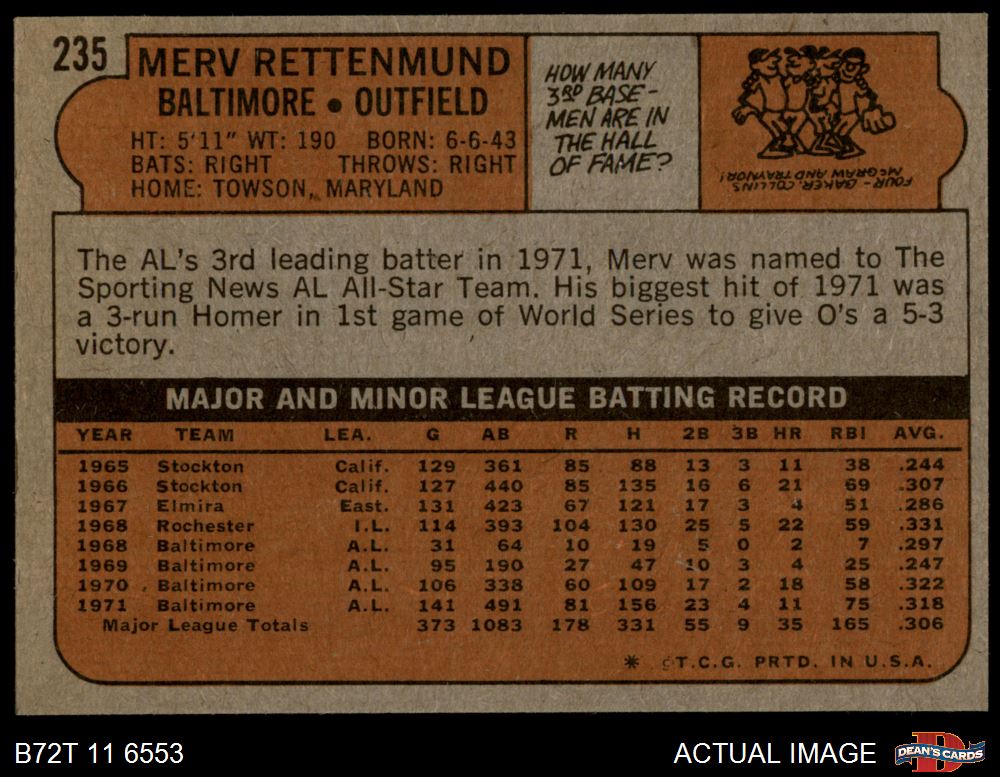 235
MERV RETTENMUND
BALTIMORE • OUTFIELD
HT: 5'11" WT: 190 BORN: 6-6-43
BATS: RIGHT THROWS: RIGHT
HOME: TOWSON, MARYLAND
HOW MANY
3RD BASE-
MEN ARE IN
THE HALL
OF FAME?
FOUR - BAKER, COLLINS,
McGRAW AND TRAYNOR!
The AL's 3rd leading batter in 1971, Merv was named to The
Sporting News AL All-Star Team. His biggest hit of 1971 was
a 3-run Homer in 1st game of World Series to give O's a 5-3
victory.
MAJOR AND MINOR LEAGUE BATTING RECORD
YEAR TEAM LEA. G AB R H 2B 3B HR RBI AVG.
1965 Stockton Calif. 129 361 85 88 13 3 11 38 .244
1966 Stockton Calif. 127 440 85 135 16 6 21 69 .307
1967 Elmira East. 131 423 67 121 17 3 4 51 .286
1968 Rochester I.L. 114 393 104 130 25 5 22 59 .331
1968 Baltimore A.L. 31 64 10 19 5 0 2 7 .297
1969 Baltimore A.L. 95 190 27 47 10 3 4 25 .247
1970 Baltimore A.L. 106 338 60 109 17 2 18 58 .322
1971 Baltimore A.L. 141 491 81 156 23 4 11 75 .318
Major League Totals 373 1083 178 331 55 9 35 165 .306
* ©T.C.G. PRTD. IN U.S.A.
B72T 11 6553
ACTUAL IMAGE
DEAN'S CARDS